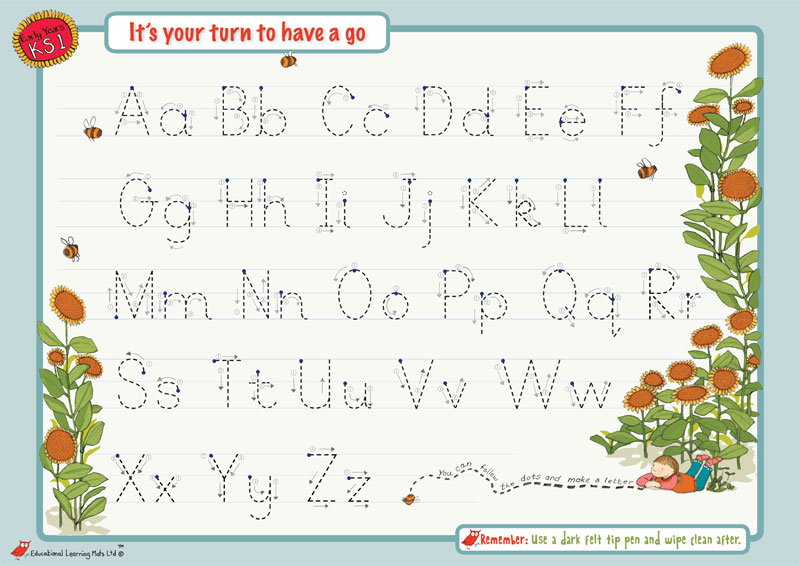 Early Years
KS1
It's your turn to have a go
Aa Bb Cc Dd Ee Ff
Gg Hh Ii Jj Kk Ll
Mm Nn Oo Pp Qq Rr
Ss Tt Uu Vv Ww
Xx Yy Zz
You can follow the dots and make a letter
Remember: Use a dark felt tip pen and wipe clean after.
Educational Learning Mats Ltd ©™